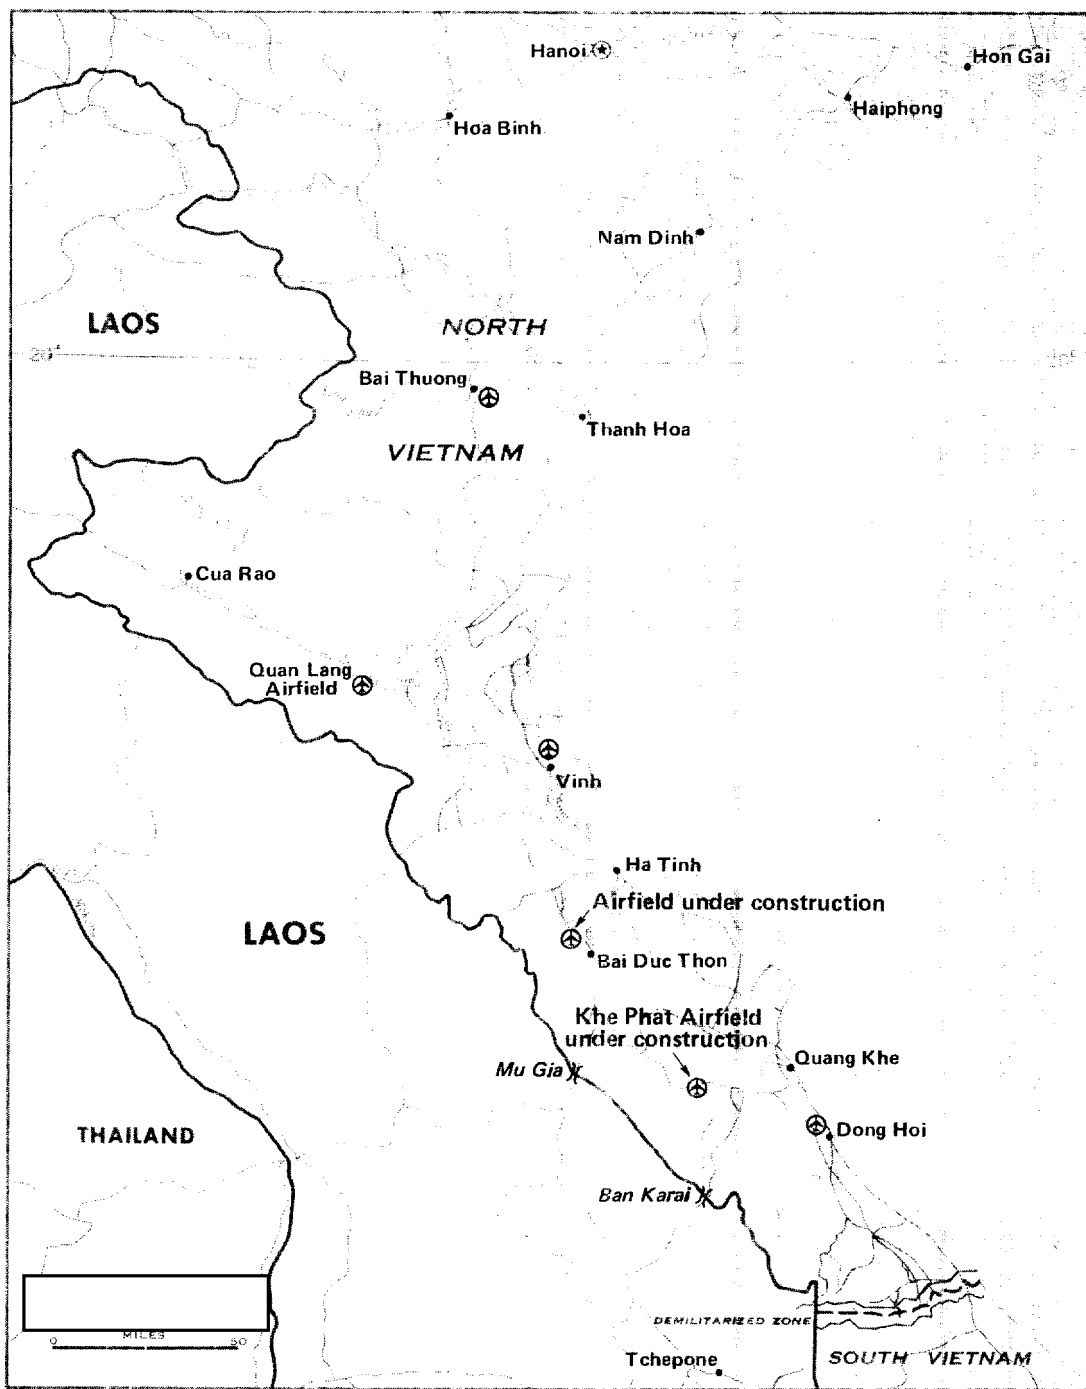 Hanoi
Hon Gai
Haiphong
Hoa Binh
Nam Dinh
LAOS
NORTH
20°
20°
Bai Thuong
Thanh Hoa
VIETNAM
Cua Rao
Quan Lang
Airfield
Vinh
Ha Tinh
Airfield under construction
LAOS
Bai Duc Thon
Khe Phat Airfield
under construction
Quang Khe
Mu Gia
THAILAND
Dong Hoi
Ban Karai
DEMILITARIZED ZONE
MILES
0 50
Tchepone
SOUTH VIETNAM